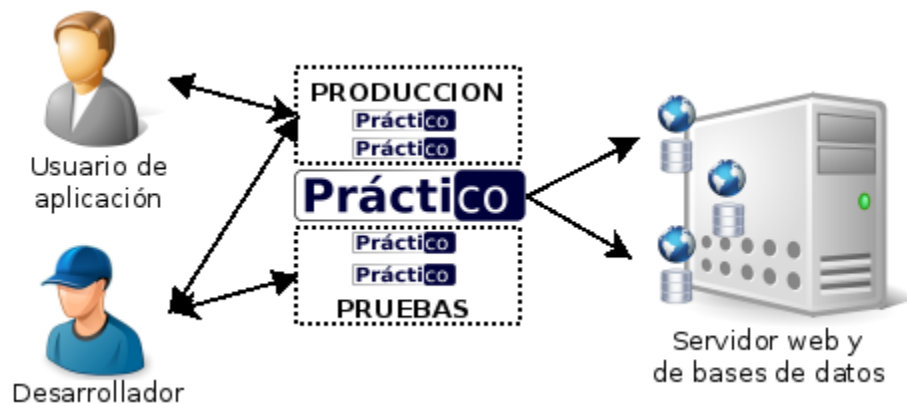 Usuario de
aplicación
Desarrollador
PRODUCCION
Práctico
Práctico
Práctico
Práctico
Práctico
PRUEBAS
Servidor web y
de bases de datos